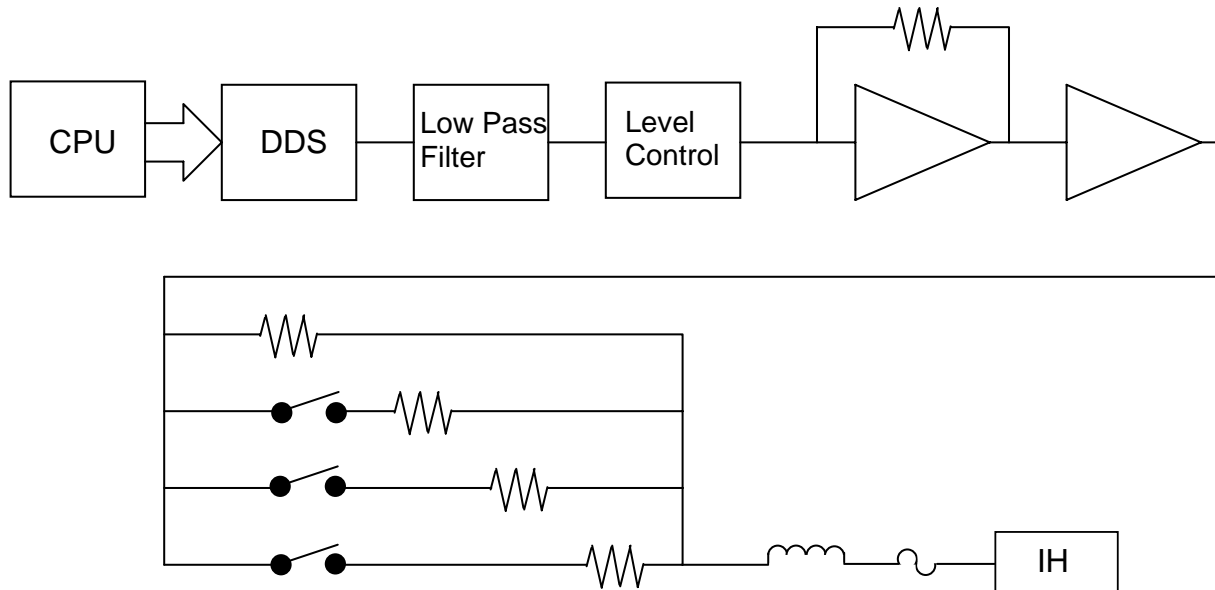 CPU
DDS
Low Pass
Filter
Level
Control
IH